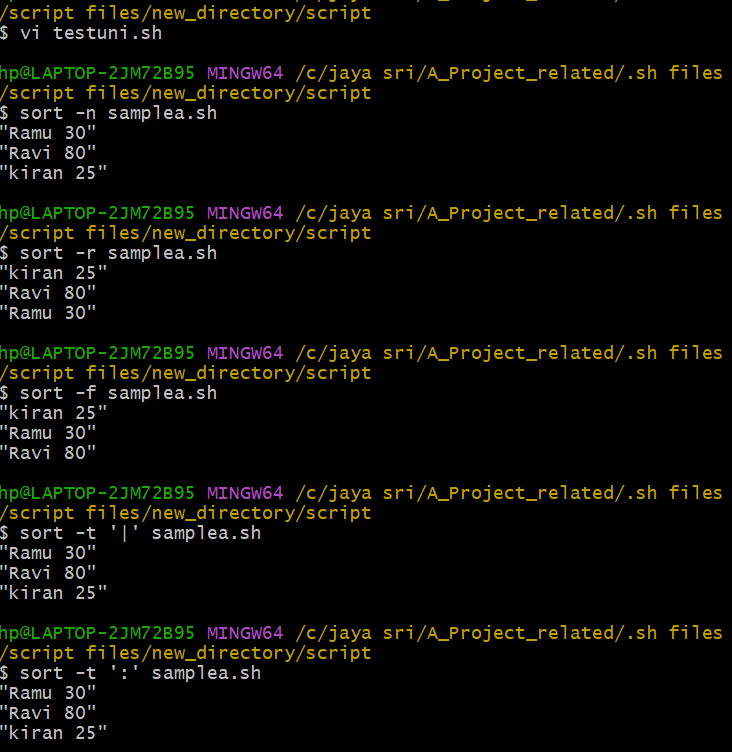 /script files/new_directory/script
$ vi testuni.sh
hp@LAPTOP-2JM72B95 MINGW64 /c/jaya sri/A_Project_related/.sh files
/script files/new_directory/script
$ sort -n samplea.sh
"Ramu 30"
"Ravi 80"
"kiran 25"
hp@LAPTOP-2JM72B95 MINGW64 /c/jaya sri/A_Project_related/.sh files
/script files/new_directory/script
$ sort -r samplea.sh
"kiran 25"
"Ravi 80"
"Ramu 30"
hp@LAPTOP-2JM72B95 MINGW64 /c/jaya sri/A_Project_related/.sh files
/script files/new_directory/script
$ sort -f samplea.sh
"kiran 25"
"Ramu 30"
"Ravi 80"
hp@LAPTOP-2JM72B95 MINGW64 /c/jaya sri/A_Project_related/.sh files
/script files/new_directory/script
$ sort -t '|' samplea.sh
"Ramu 30"
"Ravi 80"
"kiran 25"
hp@LAPTOP-2JM72B95 MINGW64 /c/jaya sri/A_Project_related/.sh files
/script files/new_directory/script
$ sort -t ':' samplea.sh
"Ramu 30"
"Ravi 80"
"kiran 25"